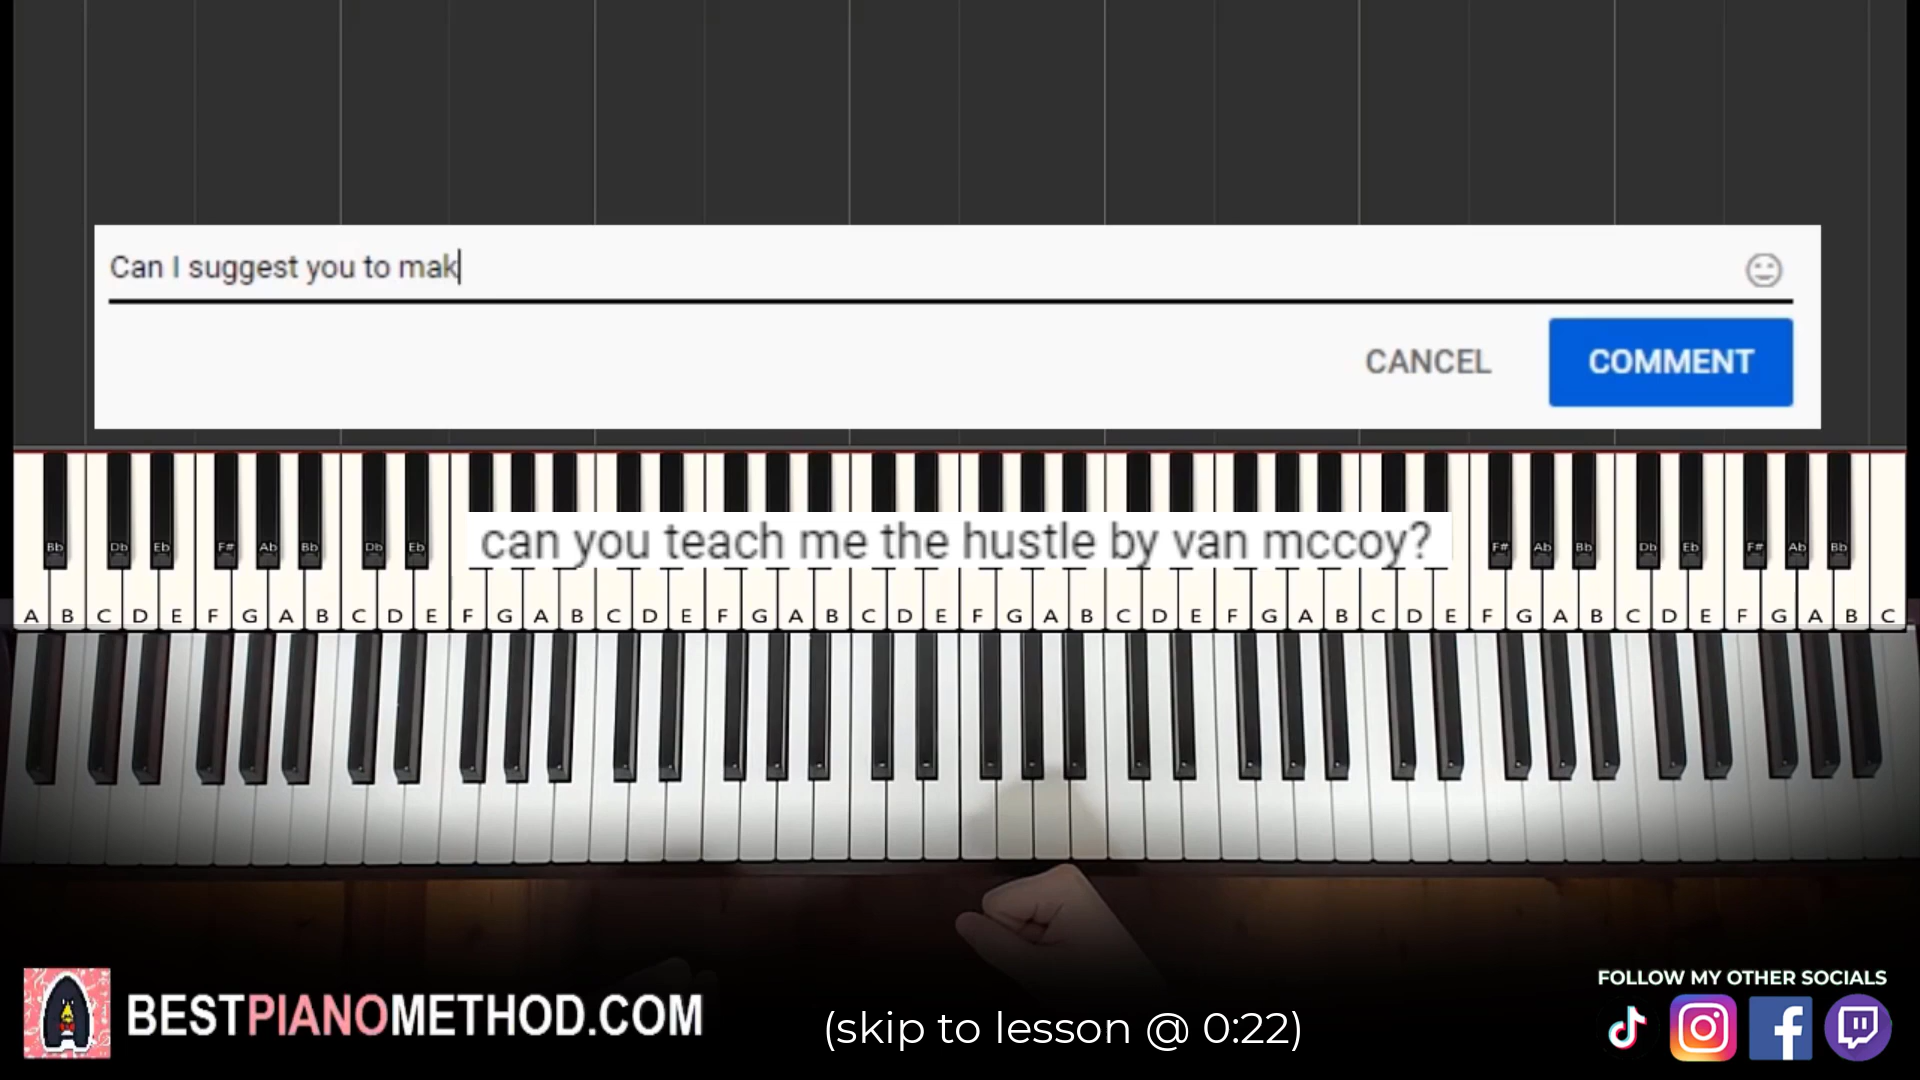 Can I suggest you to mak
CANCEL COMMENT
Bb Db Eb F# Ab Bb Db Eb F# Ab Bb Db Eb F# Ab Bb
can you teach me the hustle by van mccoy?
A B C D E F G A B C D E F G A B C D E F G A B C D E F G A B C D E F G A B C D E F G A B C D E F G A B C
FOLLOW MY OTHER SOCIALS
BESTPIANOMETHOD.COM
(skip to lesson @ 0:22)